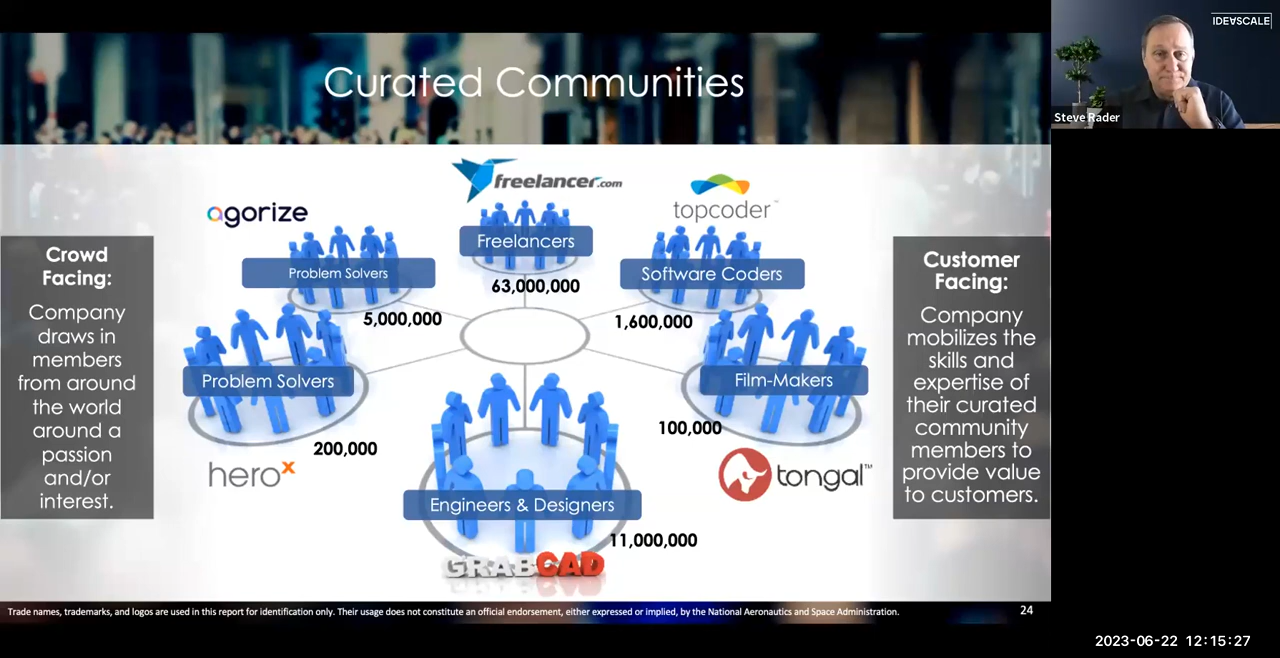 IDEASCALE
Steve Rader
Curated Communities
freelancer.com
agorize
topcoder™
Freelancers
Problem Solvers
Software Coders
63,000,000
5,000,000
1,600,000
Crowd
Facing:
Company
draws in
members
from around
the world
around a
passion
and/or
interest.
Problem Solvers
Film-Makers
200,000
100,000
herox
tongal™
Engineers & Designers
11,000,000
GRABCAD
Customer
Facing:
Company
mobilizes the
skills and
expertise of
their curated
community
members to
provide value
to customers.
Trade names, trademarks, and logos are used in this report for identification only. Their usage does not constitute an official endorsement, either expressed or implied, by the National Aeronautics and Space Administration.
24
2023-06-22 12:15:27